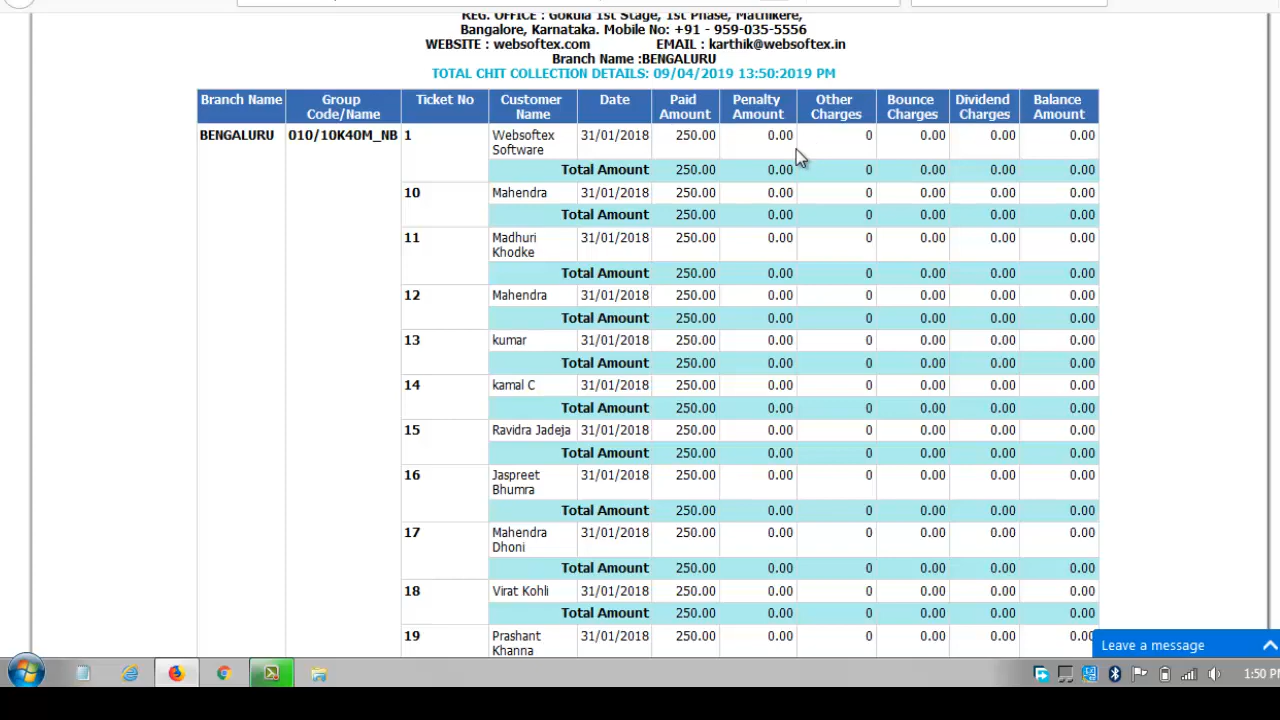 REG. OFFICE : Gokula 1st Stage, 1st Phase, Mathikere,
Bangalore, Karnataka. Mobile No: +91 - 959-035-5556
WEBSITE : websoftex.com EMAIL : karthik@websoftex.in
Branch Name :BENGALURU
TOTAL CHIT COLLECTION DETAILS: 09/04/2019 13:50:2019 PM
Branch Name Group Code/Name Ticket No Customer Name Date Paid Amount Penalty Amount Other Charges Bounce Charges Dividend Charges Balance Amount
BENGALURU 010/10K40M_NB 1 Websoftex Software 31/01/2018 250.00 0.00 0 0.00 0.00 0.00
Total Amount 250.00 0.00 0 0.00 0.00 0.00
10 Mahendra 31/01/2018 250.00 0.00 0 0.00 0.00 0.00
Total Amount 250.00 0.00 0 0.00 0.00 0.00
11 Madhuri Khodke 31/01/2018 250.00 0.00 0 0.00 0.00 0.00
Total Amount 250.00 0.00 0 0.00 0.00 0.00
12 Mahendra 31/01/2018 250.00 0.00 0 0.00 0.00 0.00
Total Amount 250.00 0.00 0 0.00 0.00 0.00
13 kumar 31/01/2018 250.00 0.00 0 0.00 0.00 0.00
Total Amount 250.00 0.00 0 0.00 0.00 0.00
14 kamal C 31/01/2018 250.00 0.00 0 0.00 0.00 0.00
Total Amount 250.00 0.00 0 0.00 0.00 0.00
15 Ravidra Jadeja 31/01/2018 250.00 0.00 0 0.00 0.00 0.00
Total Amount 250.00 0.00 0 0.00 0.00 0.00
16 Jaspreet Bhumra 31/01/2018 250.00 0.00 0 0.00 0.00 0.00
Total Amount 250.00 0.00 0 0.00 0.00 0.00
17 Mahendra Dhoni 31/01/2018 250.00 0.00 0 0.00 0.00 0.00
Total Amount 250.00 0.00 0 0.00 0.00 0.00
18 Virat Kohli 31/01/2018 250.00 0.00 0 0.00 0.00 0.00
Total Amount 250.00 0.00 0 0.00 0.00 0.00
19 Prashant Khanna 31/01/2018 250.00 0.00 0 0.00 0.00 0.00
Leave a message
1:50 PM